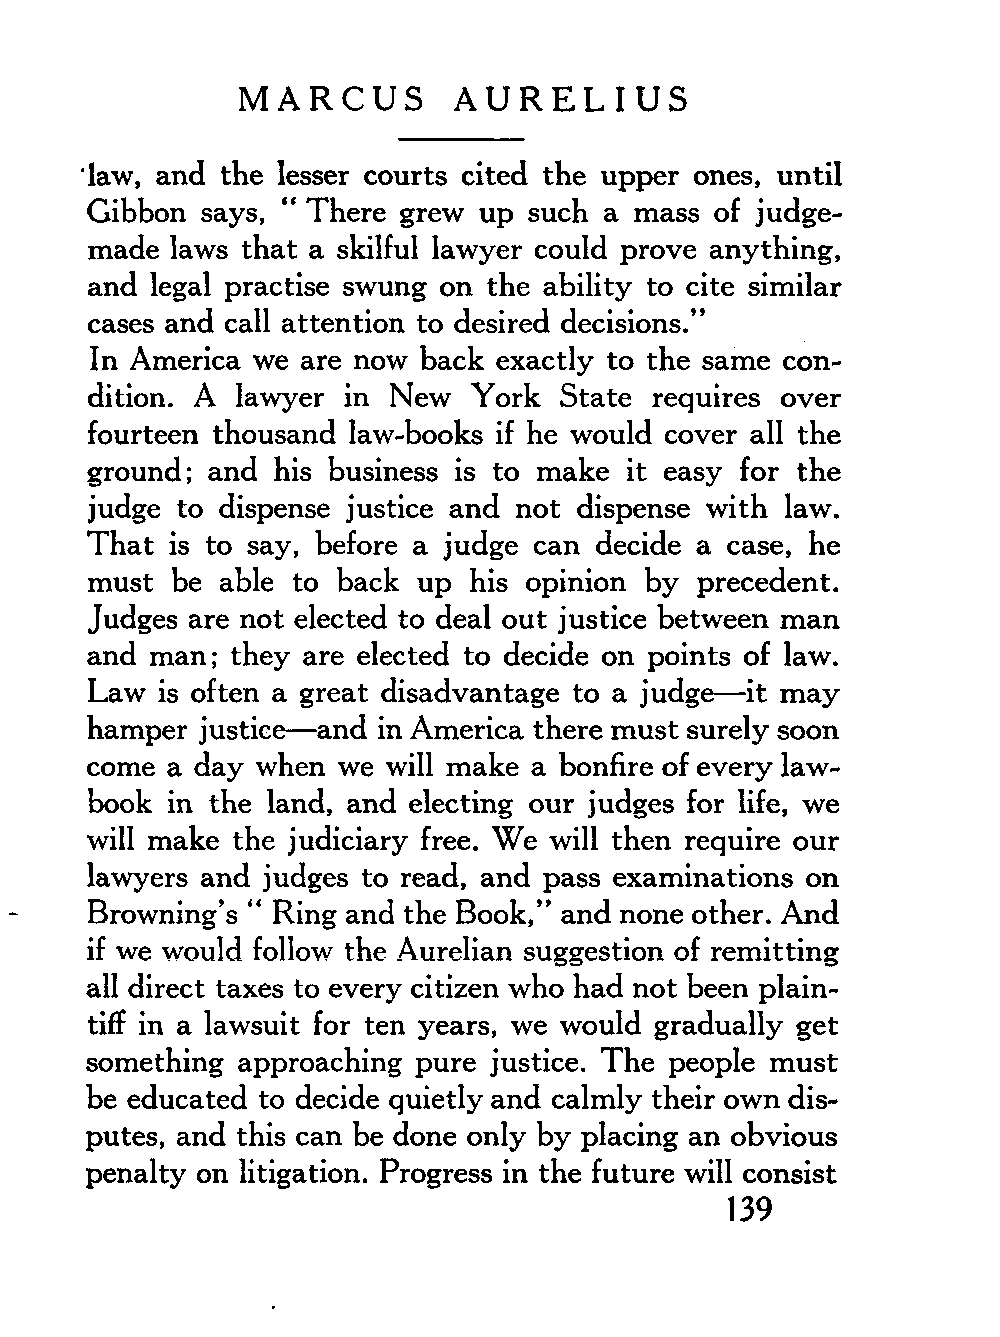 MARCUS AURELIUS
law, and the lesser courts cited the upper ones, until
Gibbon says, “ There grew up such a mass of judge-
made laws that a skilful lawyer could prove anything,
and legal practise swung on the ability to cite similar
cases and call attention to desired decisions.”
In America we are now back exactly to the same con-
dition. A lawyer in New York State requires over
fourteen thousand law-books if he would cover all the
ground; and his business is to make it easy for the
judge to dispense justice and not dispense with law.
That is to say, before a judge can decide a case, he
must be able to back up his opinion by precedent.
Judges are not elected to deal out justice between man
and man; they are elected to decide on points of law.
Law is often a great disadvantage to a judge—it may
hamper justice—and in America there must surely soon
come a day when we will make a bonfire of every law-
book in the land, and electing our judges for life, we
will make the judiciary free. We will then require our
lawyers and judges to read, and pass examinations on
Browning’s “ Ring and the Book,” and none other. And
if we would follow the Aurelian suggestion of remitting
all direct taxes to every citizen who had not been plain-
tiff in a lawsuit for ten years, we would gradually get
something approaching pure justice. The people must
be educated to decide quietly and calmly their own dis-
putes, and this can be done only by placing an obvious
penalty on litigation. Progress in the future will consist
139